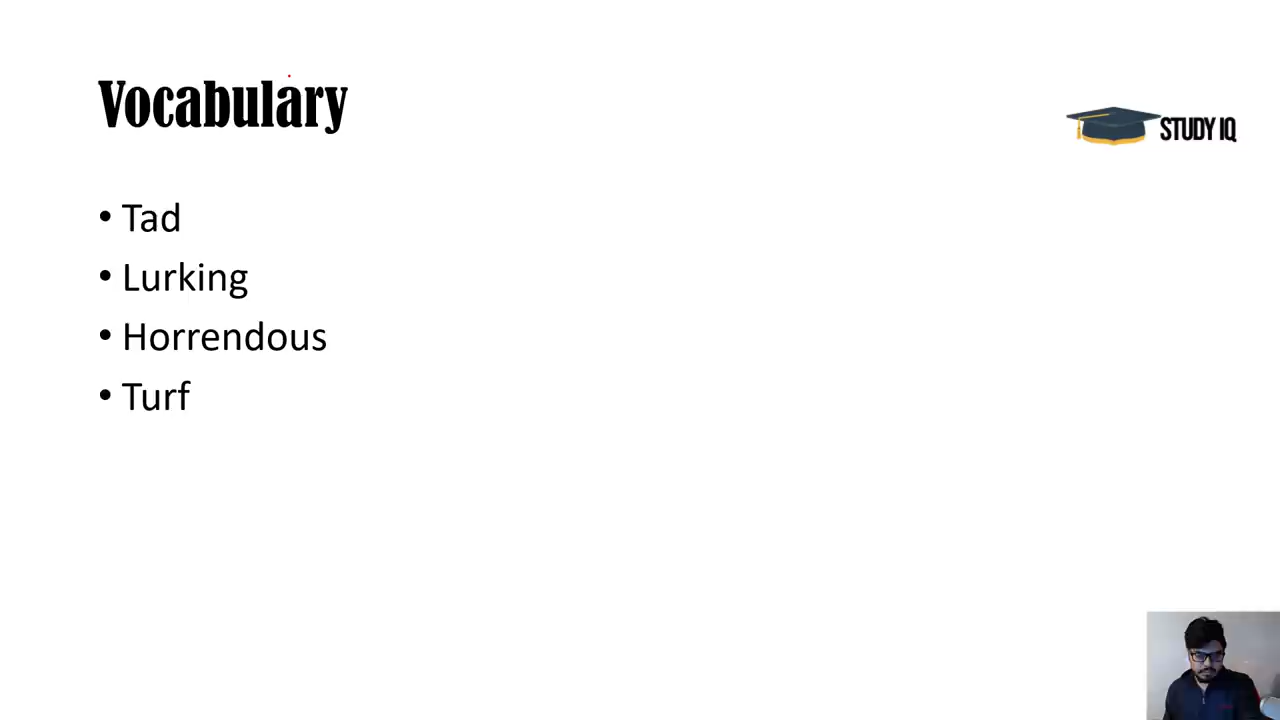 Vocabulary
STUDY IQ
• Tad
• Lurking
• Horrendous
• Turf